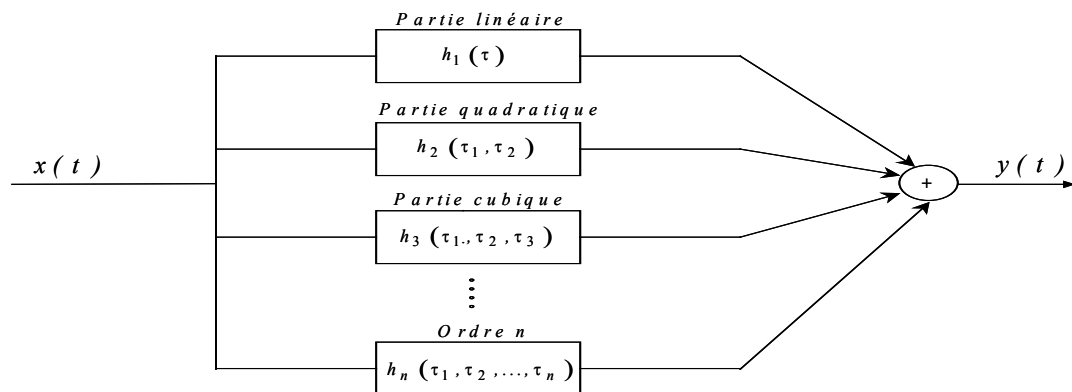 Partie linéaire
h₁ (τ)
Partie quadratique
h₂ (τ₁, τ₂)
x(t)
y(t)
+
Partie cubique
h₃ (τ₁., τ₂, τ₃)
Ordre n
hₙ (τ₁, τ₂, ..., τₙ)